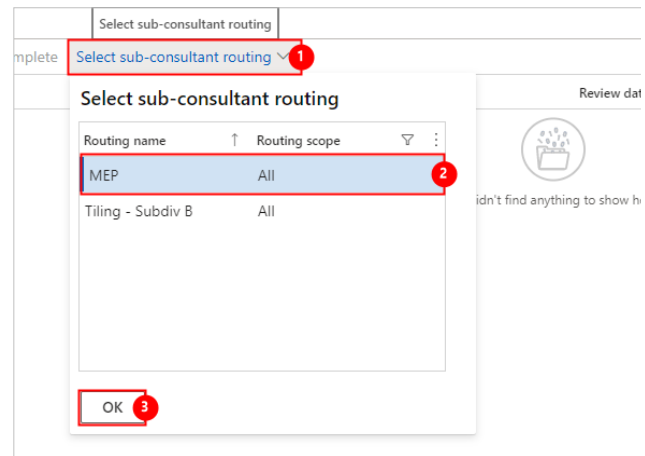 Select sub-consultant routing
mplete Select sub-consultant routing 1
Select sub-consultant routing
Review dat
Routing name Routing scope
MEP All 2
Tiling - Subdiv B All
idn't find anything to show h
OK 3